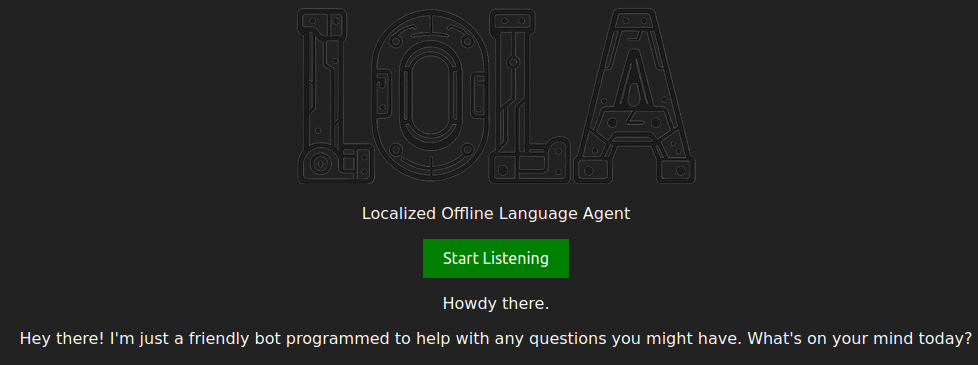 LOLA
Localized Offline Language Agent
Start Listening
Howdy there.
Hey there! I'm just a friendly bot programmed to help with any questions you might have. What's on your mind today?